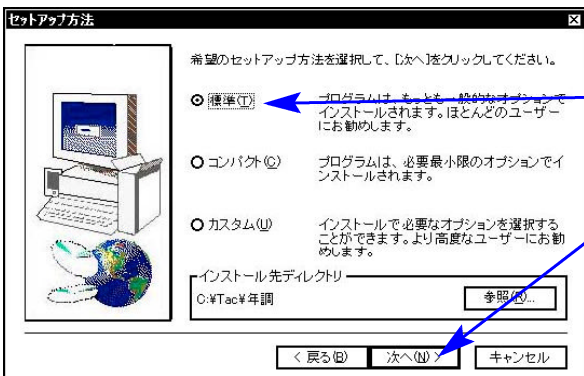 セットアップ方法
希望のセットアップ方法を選択して、[次へ]をクリックしてください。
標準(T)
プログラムは、もっとも一般的なオプションで
インストールされます。ほとんどのユーザー
にお勧めします。
コンパクト(C)
プログラムは、必要最小限のオプションでイ
ンストールされます。
カスタム(U)
インストールで必要なオプションを選択する
ことができます。より高度なユーザーにお勧
めします。
インストール先ディレクトリ
C:¥Tac¥年調
参照(R)...
< 戻る(B)
次へ(N) >
キャンセル